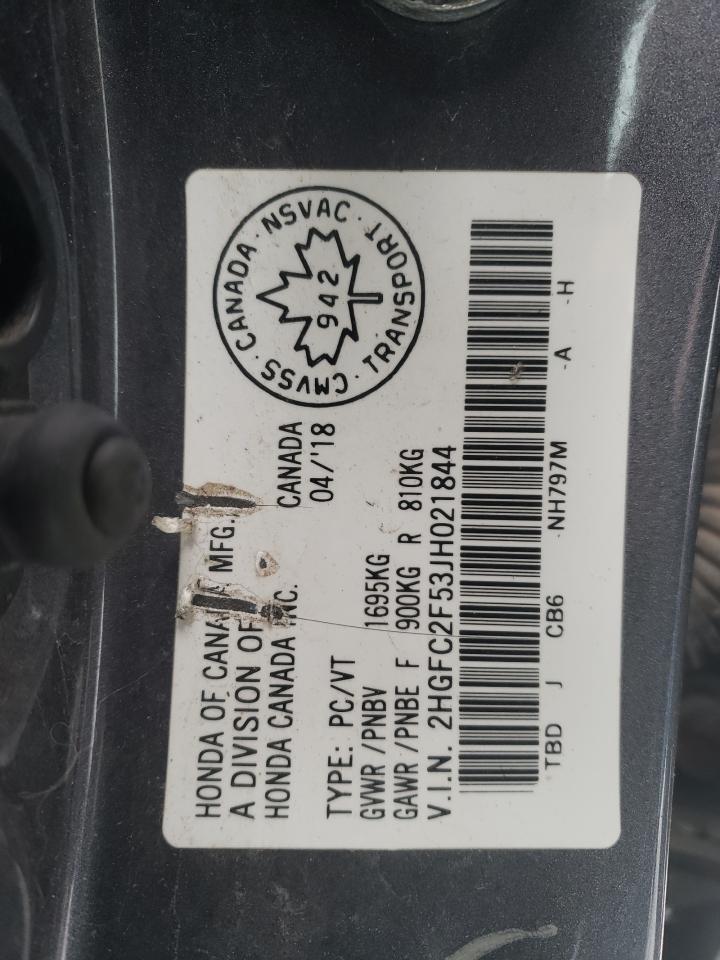 HONDA OF CANADA MFG.
A DIVISION OF
HONDA CANADA INC.
CANADA
04/'18
TYPE: PC/VT
GVWR /PNBV 1695KG
GAWR /PNBE F 900KG R 810KG
V.I.N. 2HGFC2F53JH021844
TBD J CB6 -NH797M -A -H
CMVSS · CANADA · NSVAC · TRANSPORT ·
942